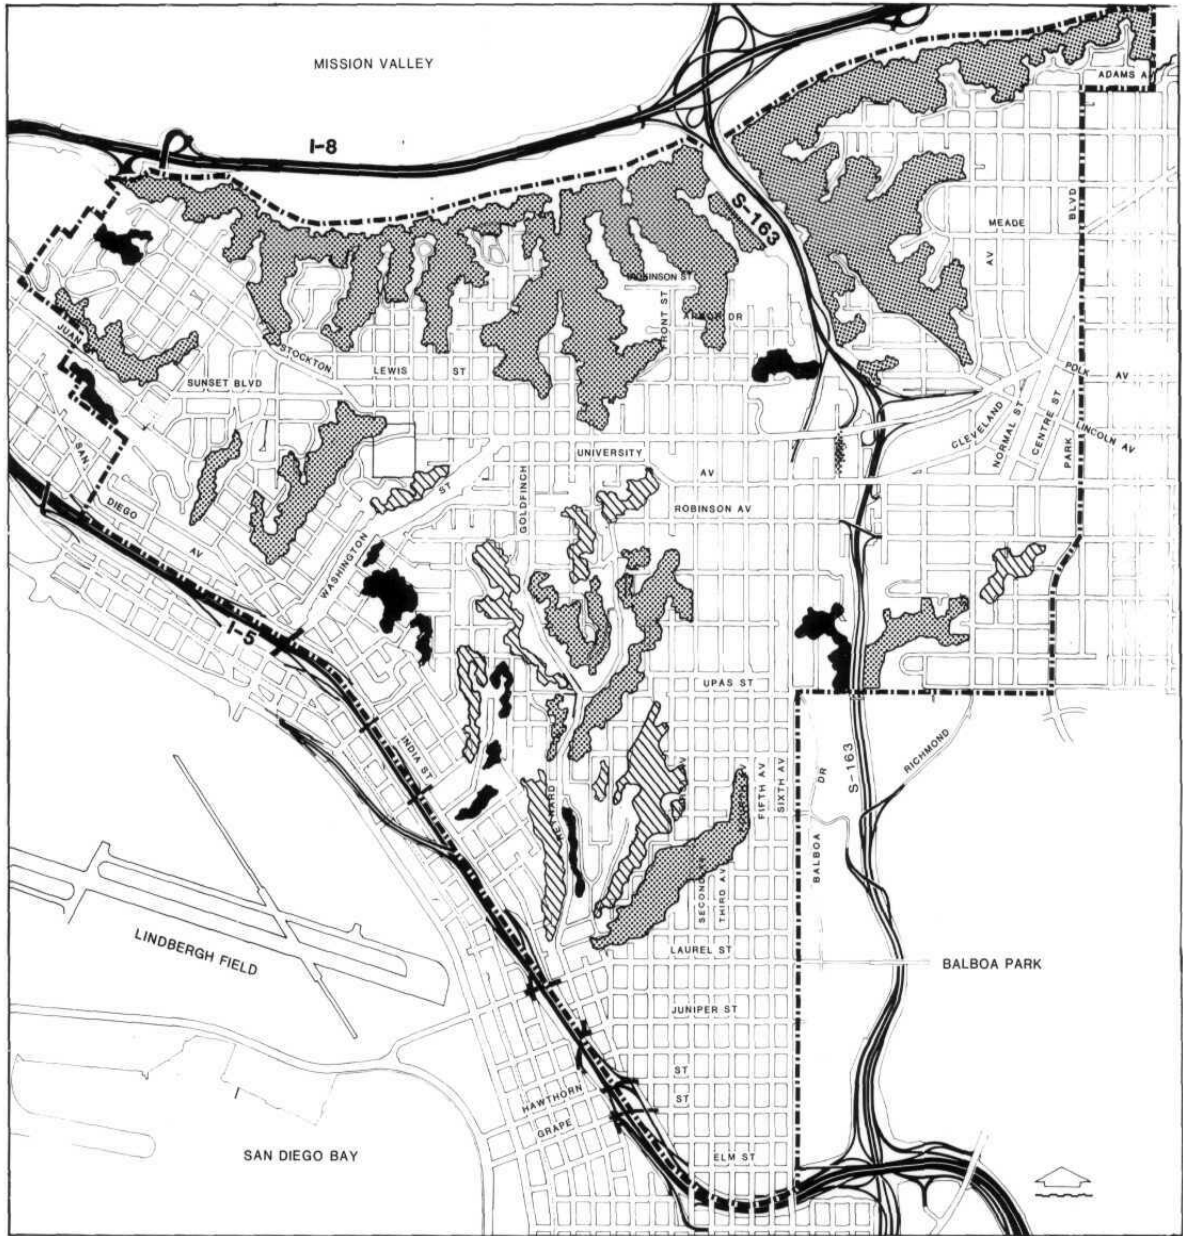 MISSION VALLEY
ADAMS A
I-8
S-163
BLVD
MEADE
AV
FRONT ST
ARBOR DR
JUAN
STOCKTON
LEWIS ST
SUNSET BLVD
POLK AV
CLEVELAND
NORMAL ST
CENTRE ST
PARK
LINCOLN AV
SAN
DIEGO
AV
UNIVERSITY
AV
GOLDFINCH
WASHINGTON
ST
ROBINSON AV
I-5
UPAS ST
INDIA ST
S-163
RICHMOND
FIFTH AV
SIXTH AV
BALBOA
DR
SECOND
THIRD AV
LINDBERGH FIELD
LAUREL ST
BALBOA PARK
JUNIPER ST
HAWTHORN
ST
GRAPE
ST
SAN DIEGO BAY
ELM ST